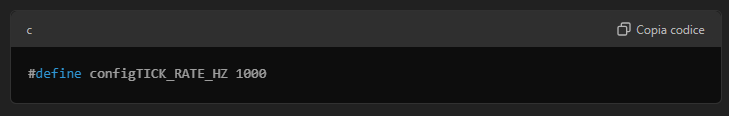 c
Copia codice
#define configTICK_RATE_HZ 1000